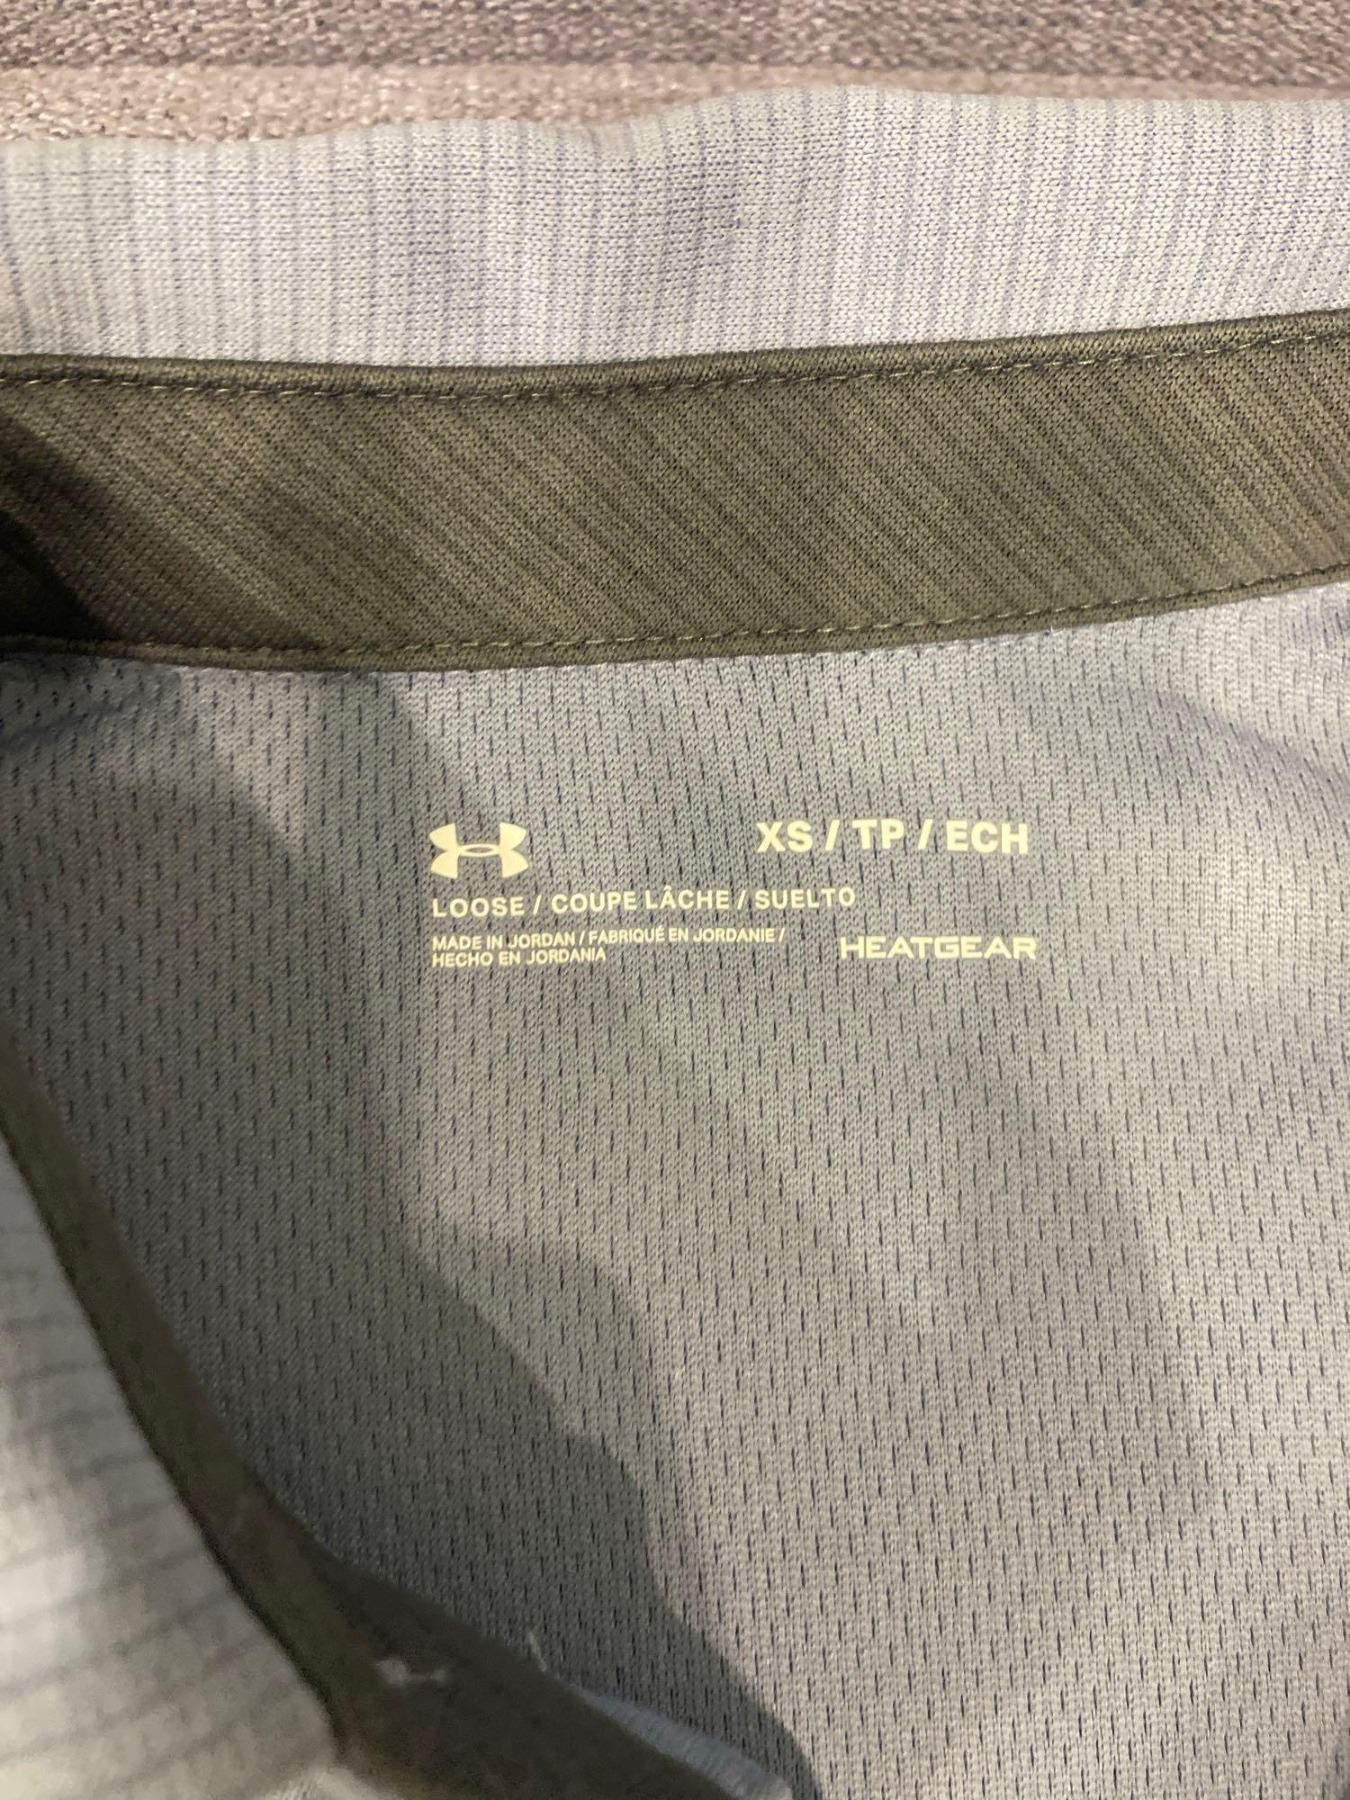 XS / TP / ECH
LOOSE / COUPE LÂCHE / SUELTO
MADE IN JORDAN / FABRIQUÉ EN JORDANIE /
HECHO EN JORDANIA
HEATGEAR